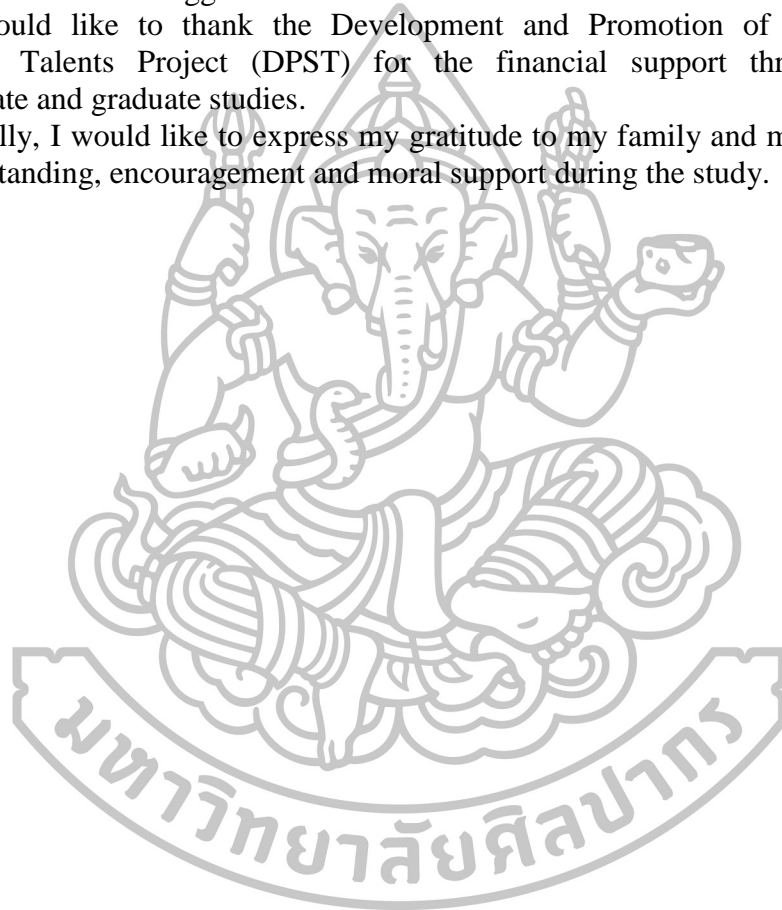 ould like to thank the Development and Promotion of
Talents Project (DPST) for the financial support thr
ate and graduate studies.
lly, I would like to express my gratitude to my family and m
tanding, encouragement and moral support during the study.
มหาวิทยาลัยศิลปากร